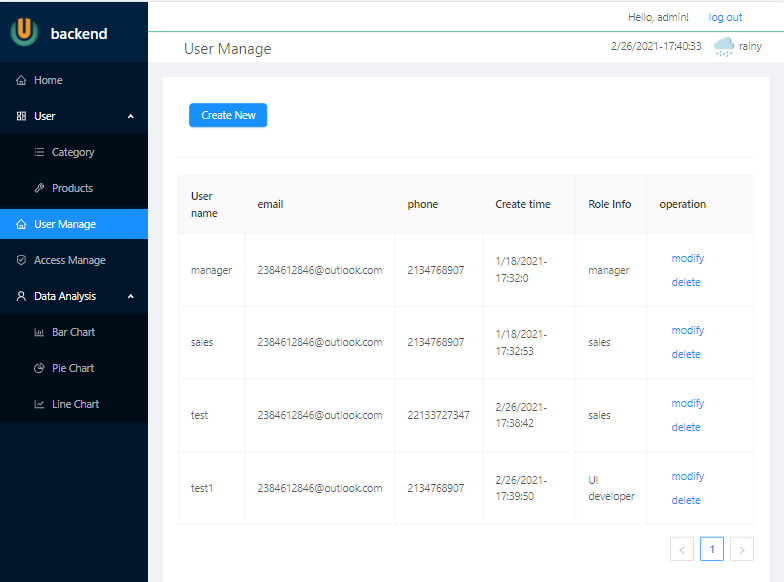 backend
Hello, admin! log out
User Manage
2/26/2021-17:40:33 rainy
Home
User
Category
Products
User Manage
Access Manage
Data Analysis
Bar Chart
Pie Chart
Line Chart
Create New
User name email phone Create time Role Info operation
manager 2384612846@outlook.com 2134768907 1/18/2021-17:32:0 manager modify delete
sales 2384612846@outlook.com 2134768907 1/18/2021-17:32:53 sales modify delete
test 2384612846@outlook.com 22133727347 2/26/2021-17:38:42 sales modify delete
test1 2384612846@outlook.com 2134768907 2/26/2021-17:39:50 UI developer modify delete
< 1 >